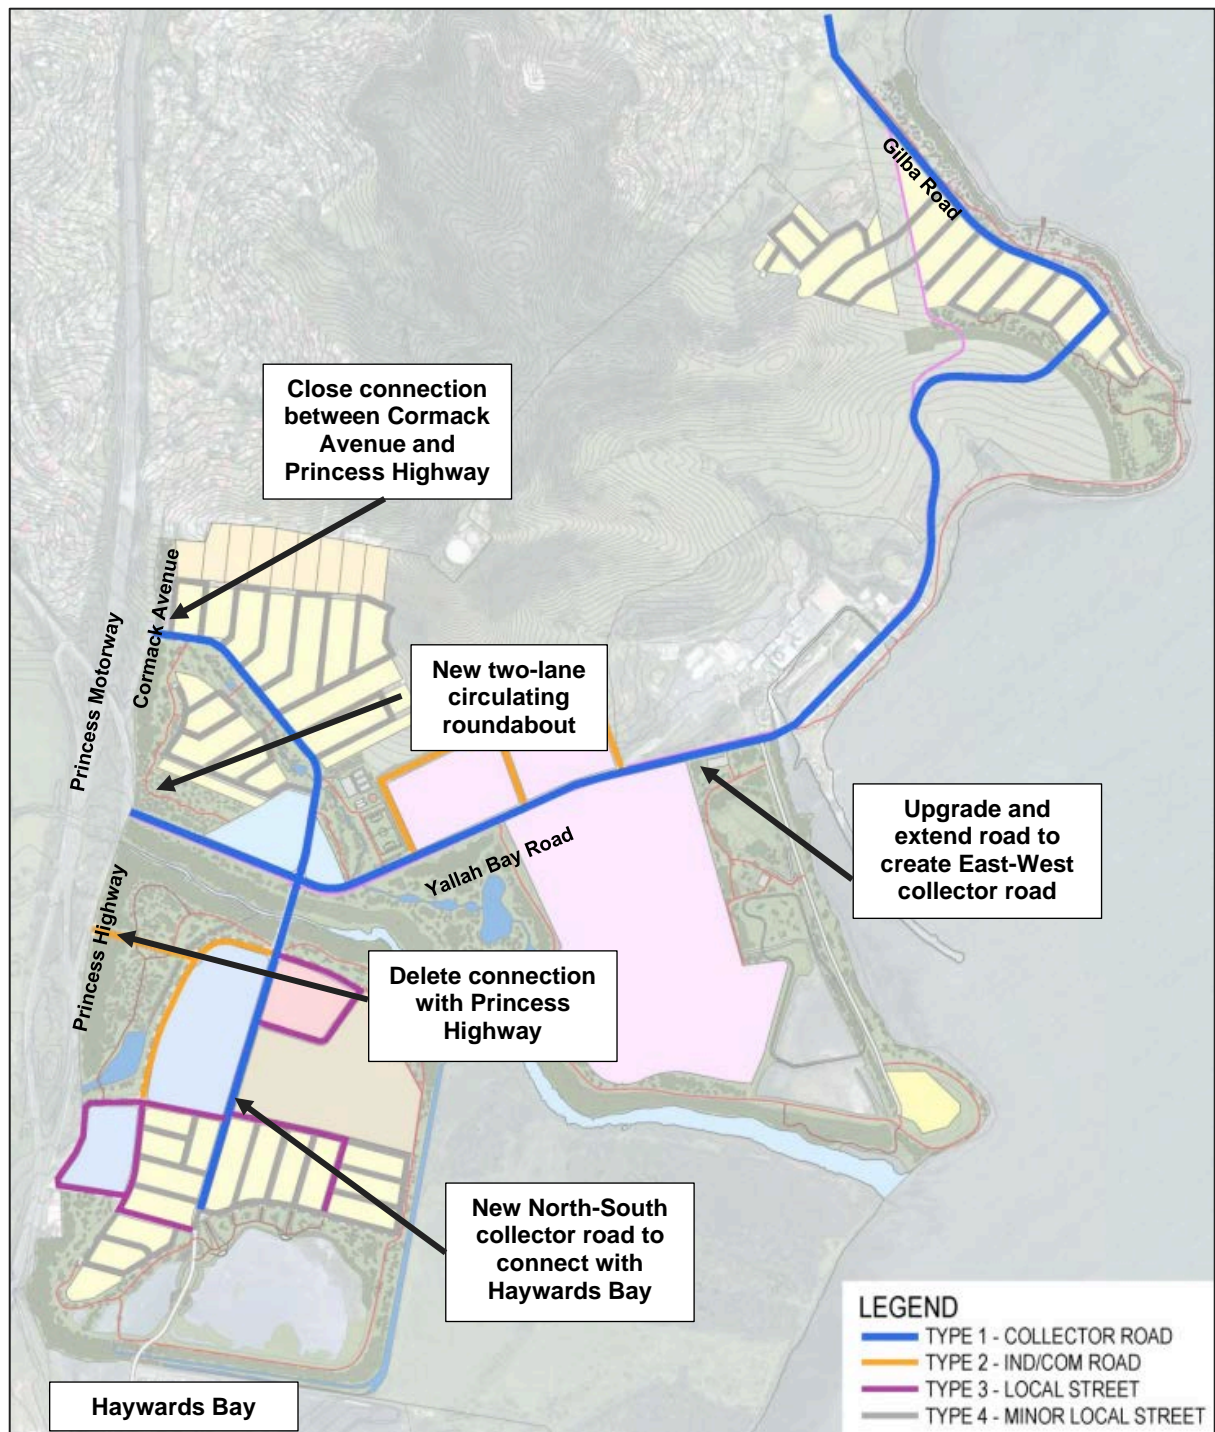 Gilba Road
Close connection
between Cormack
Avenue and
Princess Highway
Cormack Avenue
Princess Motorway
New two-lane
circulating
roundabout
Upgrade and
extend road to
create East-West
collector road
Yallah Bay Road
Princess Highway
Delete connection
with Princess
Highway
New North-South
collector road to
connect with
Haywards Bay
Haywards Bay
LEGEND
TYPE 1 - COLLECTOR ROAD
TYPE 2 - IND/COM ROAD
TYPE 3 - LOCAL STREET
TYPE 4 - MINOR LOCAL STREET